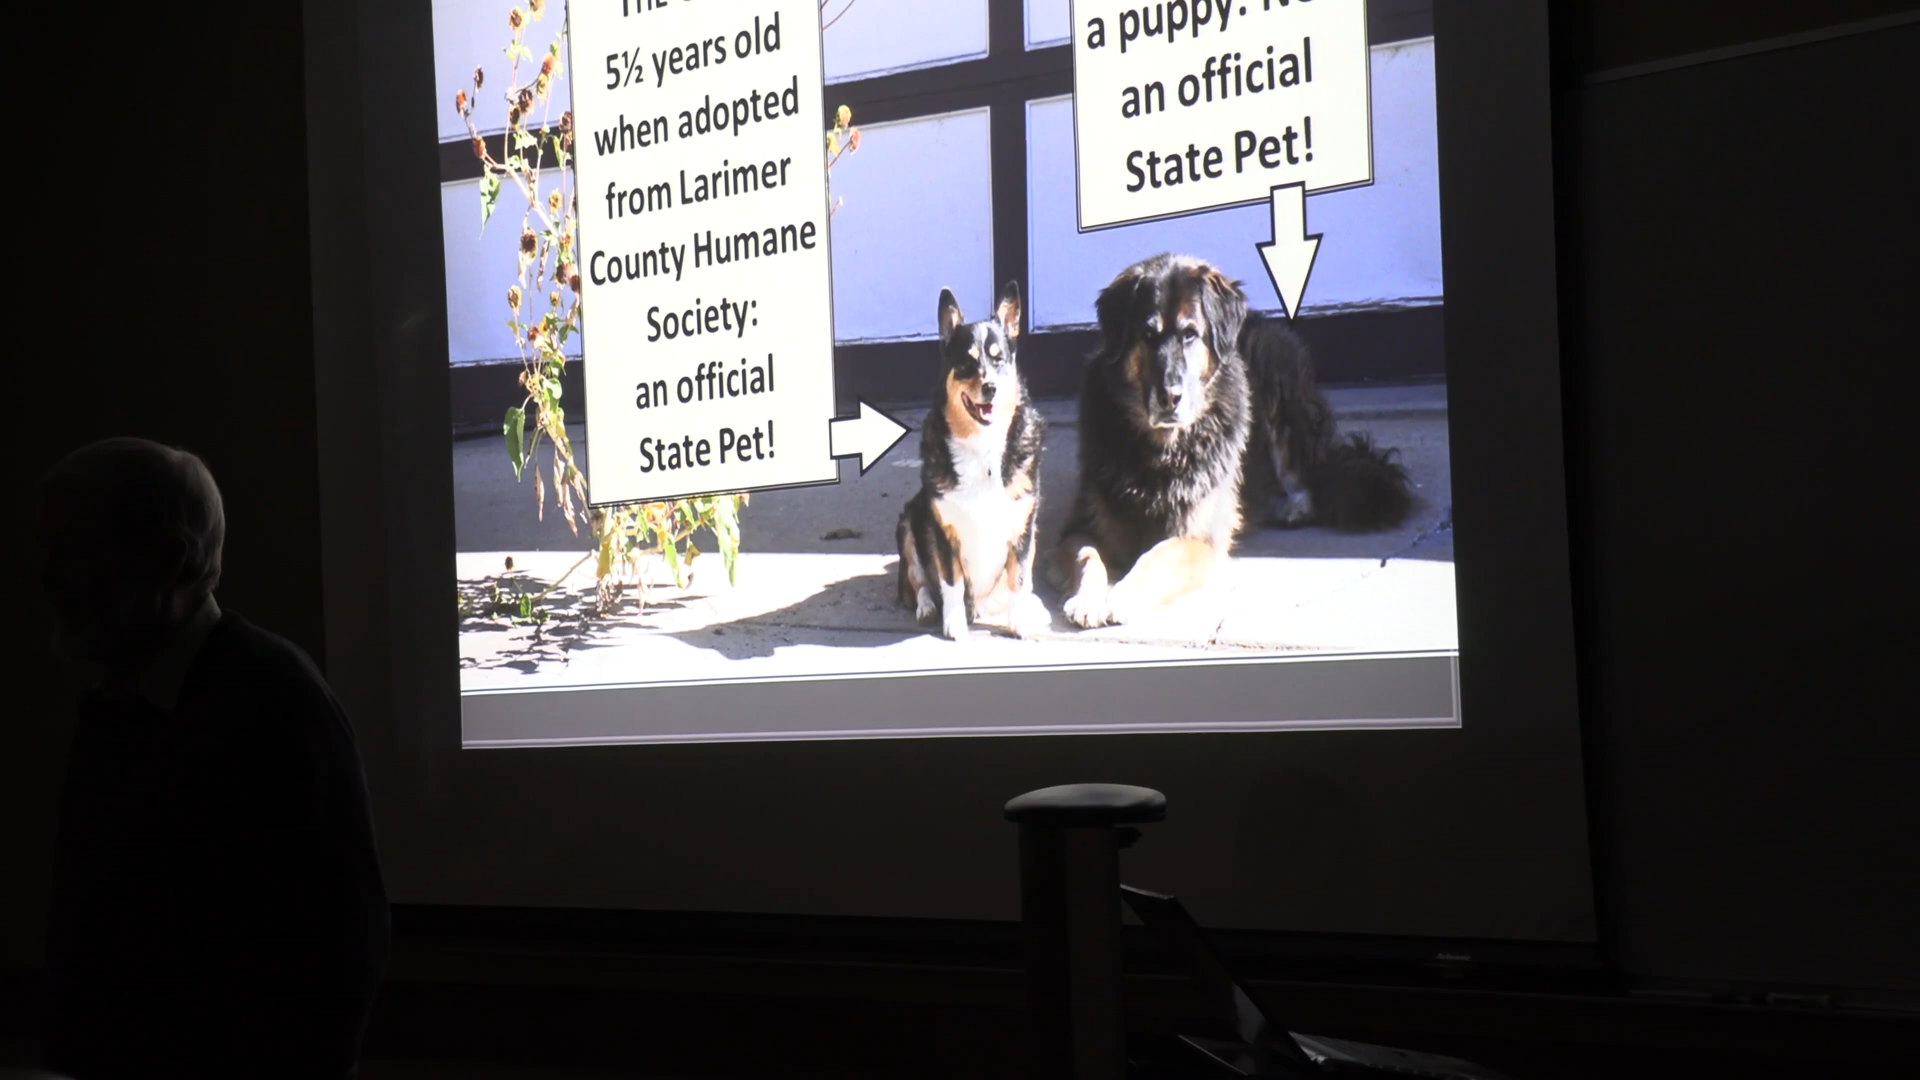 5½ years old
when adopted
from Larimer
County Humane
Society:
an official
State Pet!
a puppy:
an official
State Pet!